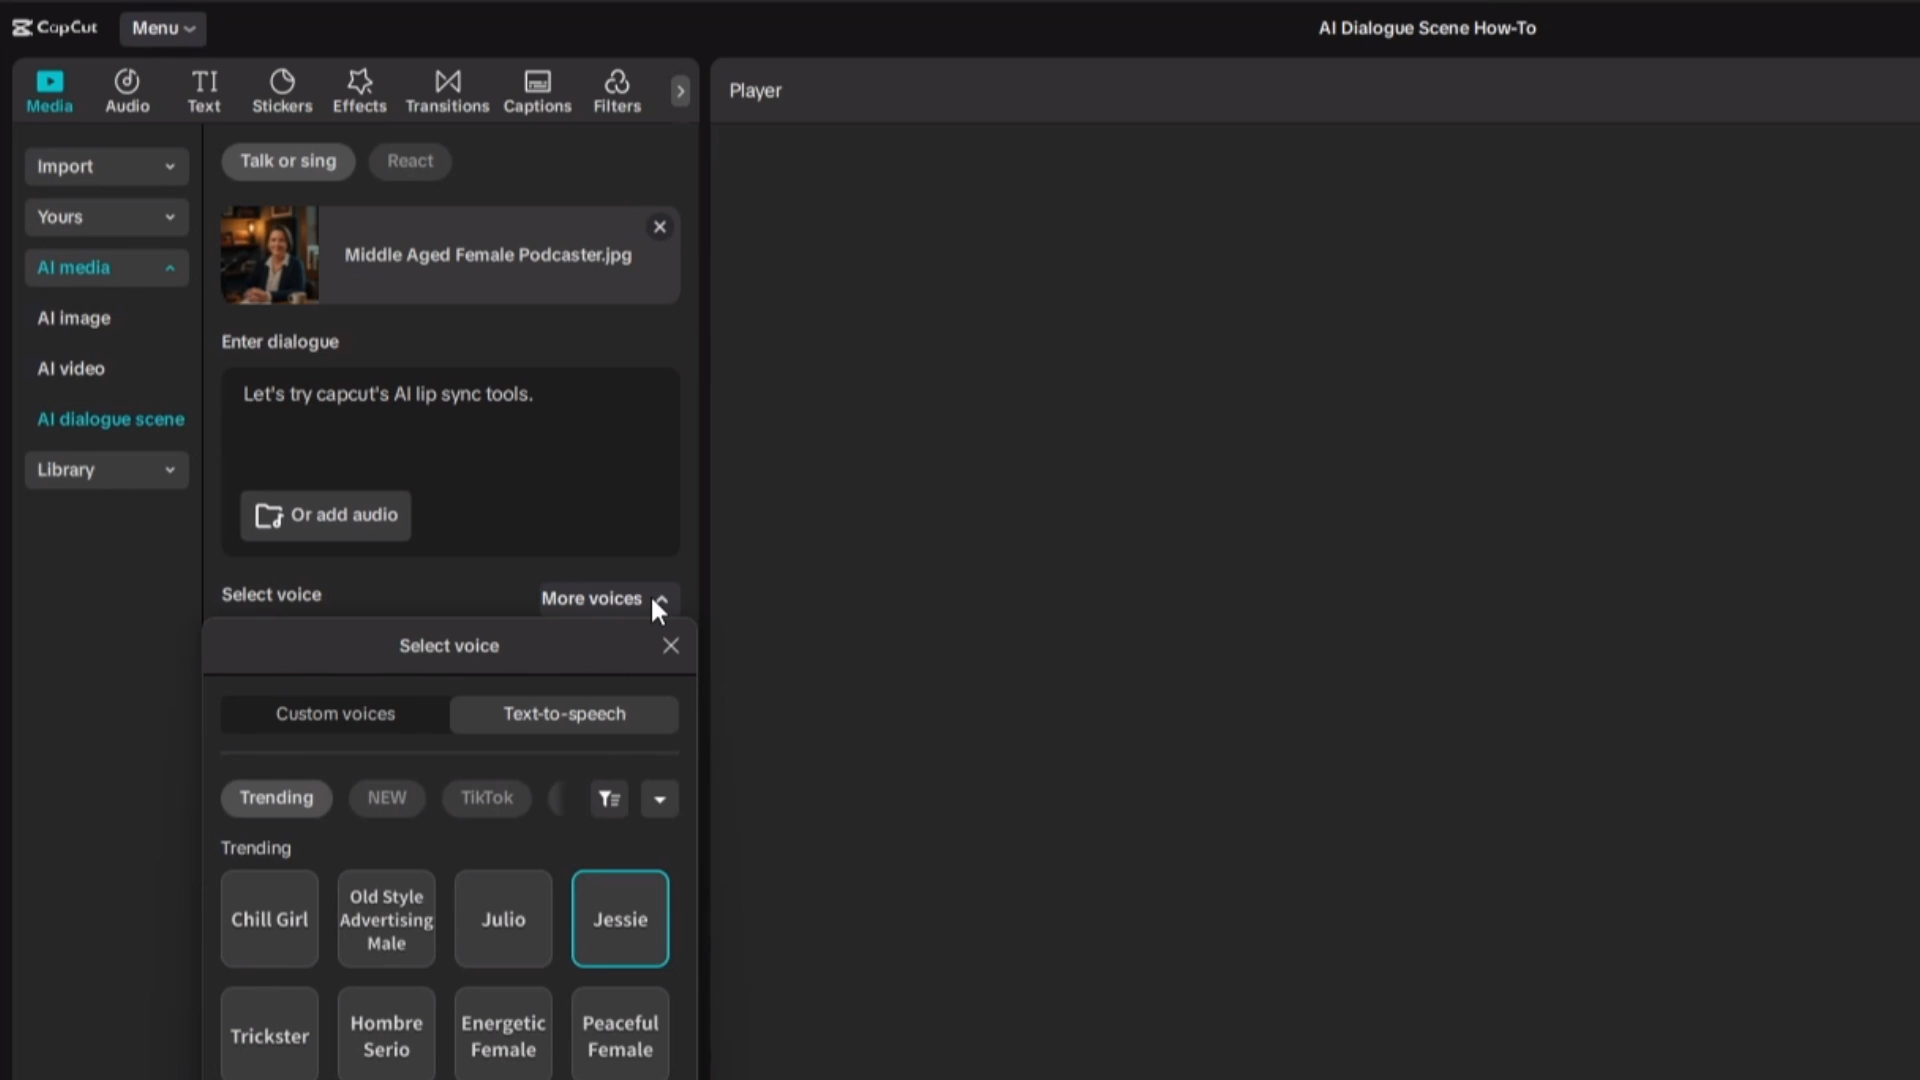 CapCut
Menu
AI Dialogue Scene How-To
Media
Audio
TI
Text
Stickers
Effects
Transitions
Captions
Filters
Player
Import
Yours
AI media
AI image
AI video
AI dialogue scene
Library
Talk or sing
React
Middle Aged Female Podcaster.jpg
Enter dialogue
Let's try capcut's AI lip sync tools.
Or add audio
Select voice
More voices
Select voice
Custom voices
Text-to-speech
Trending
NEW
TikTok
Trending
Chill Girl
Old Style
Advertising
Male
Julio
Jessie
Trickster
Hombre
Serio
Energetic
Female
Peaceful
Female